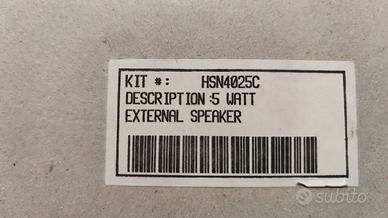 KIT #: HSN4025C
DESCRIPTION:5 WATT
EXTERNAL SPEAKER
subito